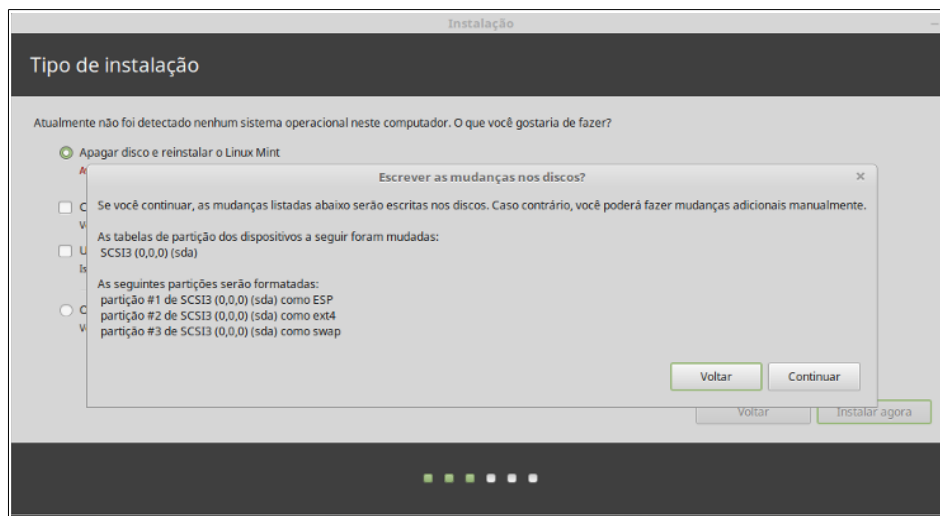 Instalação
Tipo de instalação
Atualmente não foi detectado nenhum sistema operacional neste computador. O que você gostaria de fazer?
Apagar disco e reinstalar o Linux Mint
Escrever as mudanças nos discos?
Se você continuar, as mudanças listadas abaixo serão escritas nos discos. Caso contrário, você poderá fazer mudanças adicionais manualmente.
As tabelas de partição dos dispositivos a seguir foram mudadas:
SCSI3 (0,0,0) (sda)
As seguintes partições serão formatadas:
partição #1 de SCSI3 (0,0,0) (sda) como ESP
partição #2 de SCSI3 (0,0,0) (sda) como ext4
partição #3 de SCSI3 (0,0,0) (sda) como swap
Voltar Continuar
Voltar Instalar agora